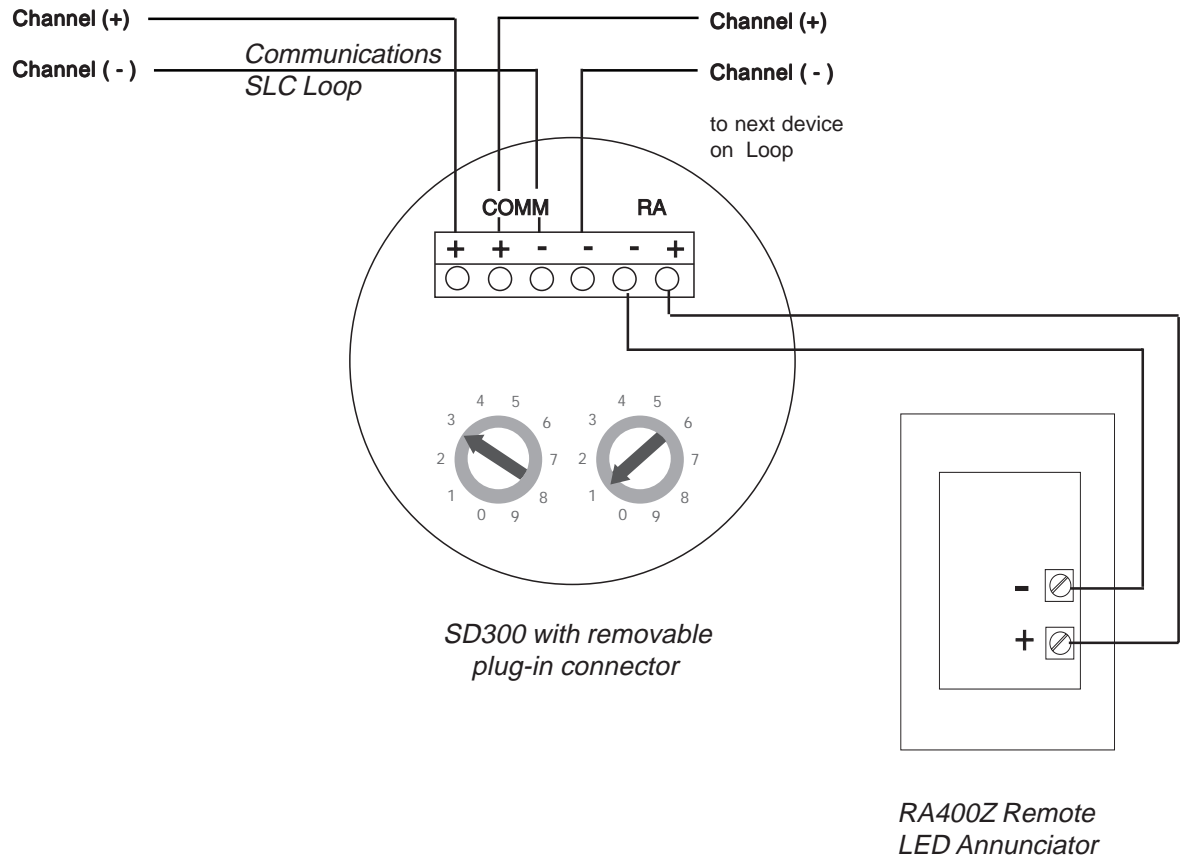 Channel (+)
Channel (+)
Communications
SLC Loop
Channel ( - )
Channel ( - )
to next device
on Loop
COMM
RA
+ + - - - +
4 5
3 6
2 7
1 8
0 9
4 5
3 6
2 7
1 8
0 9
-
+
SD300 with removable
plug-in connector
RA400Z Remote
LED Annunciator